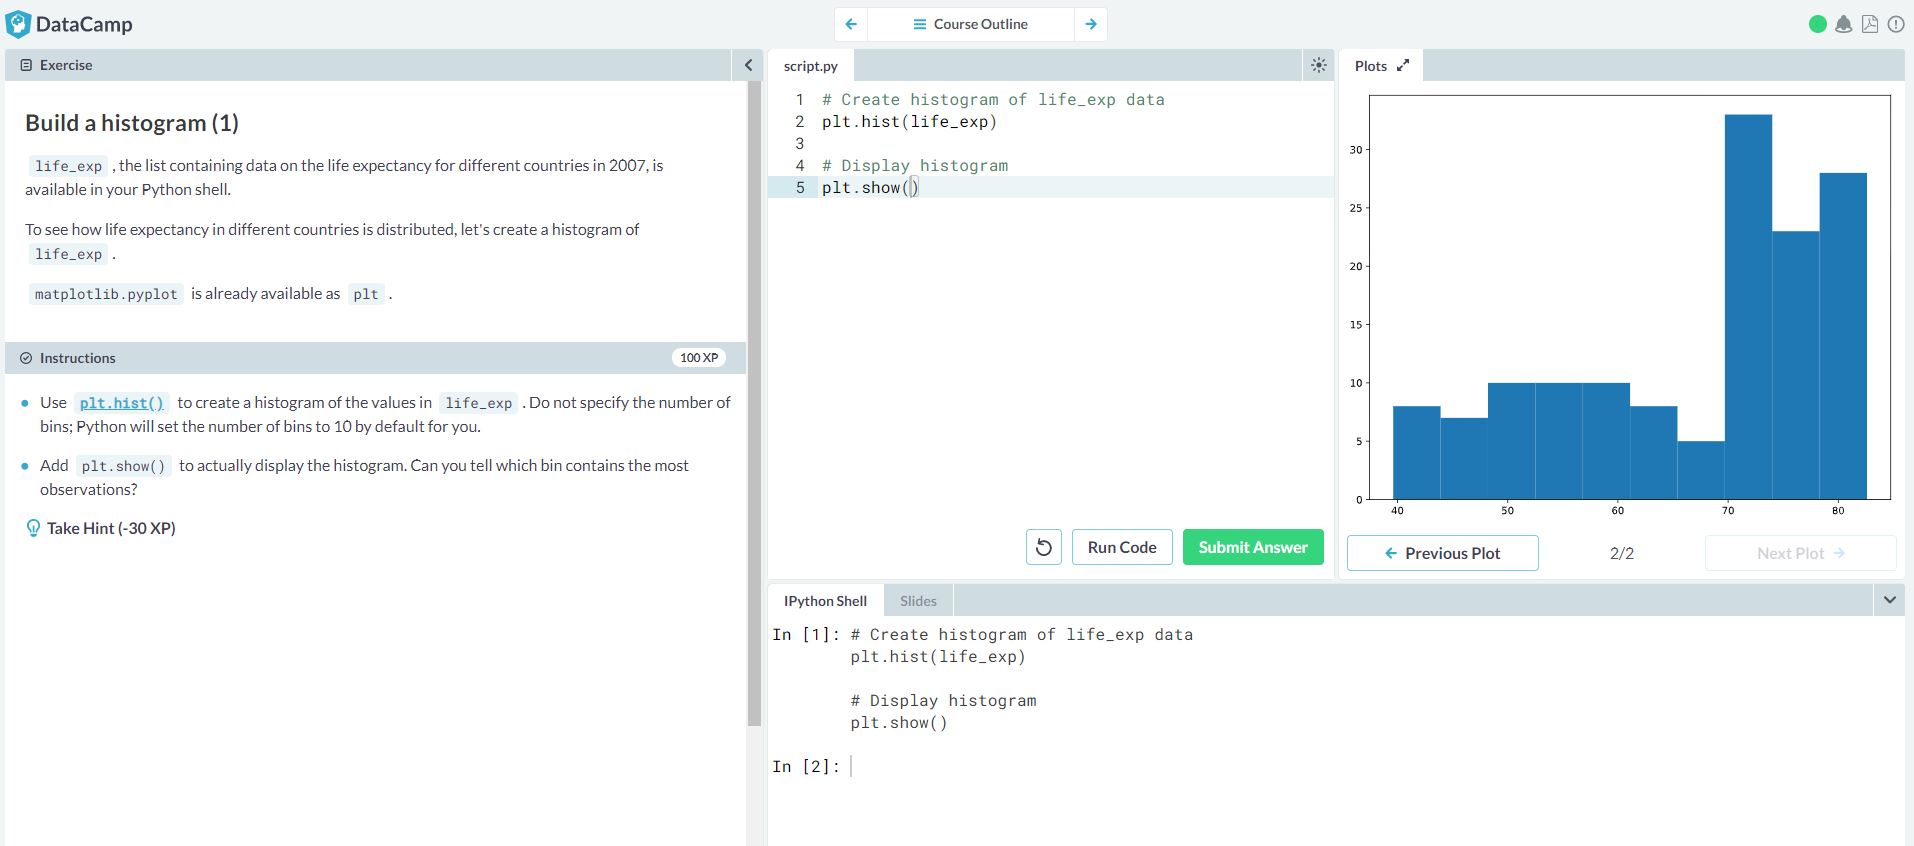 DataCamp
Course Outline
Exercise
Build a histogram (1)
life_exp , the list containing data on the life expectancy for different countries in 2007, is
available in your Python shell.
To see how life expectancy in different countries is distributed, let's create a histogram of
life_exp .
matplotlib.pyplot is already available as plt .
Instructions
100 XP
Use plt.hist() to create a histogram of the values in life_exp . Do not specify the number of
bins; Python will set the number of bins to 10 by default for you.
Add plt.show() to actually display the histogram. Can you tell which bin contains the most
observations?
Take Hint (-30 XP)
script.py
1 # Create histogram of life_exp data
2 plt.hist(life_exp)
3
4 # Display histogram
5 plt.show()
Run Code
Submit Answer
Plots
30
25
20
15
10
5
0
40 50 60 70 80
Previous Plot
2/2
Next Plot
IPython Shell
Slides
In [1]: # Create histogram of life_exp data
plt.hist(life_exp)
# Display histogram
plt.show()
In [2]: